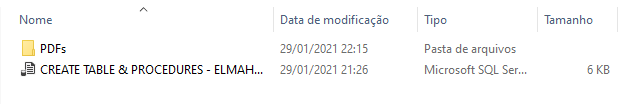 Nome Data de modificação Tipo Tamanho
PDFs 29/01/2021 22:15 Pasta de arquivos
CREATE TABLE & PROCEDURES - ELMAH... 29/01/2021 21:26 Microsoft SQL Ser... 6 KB